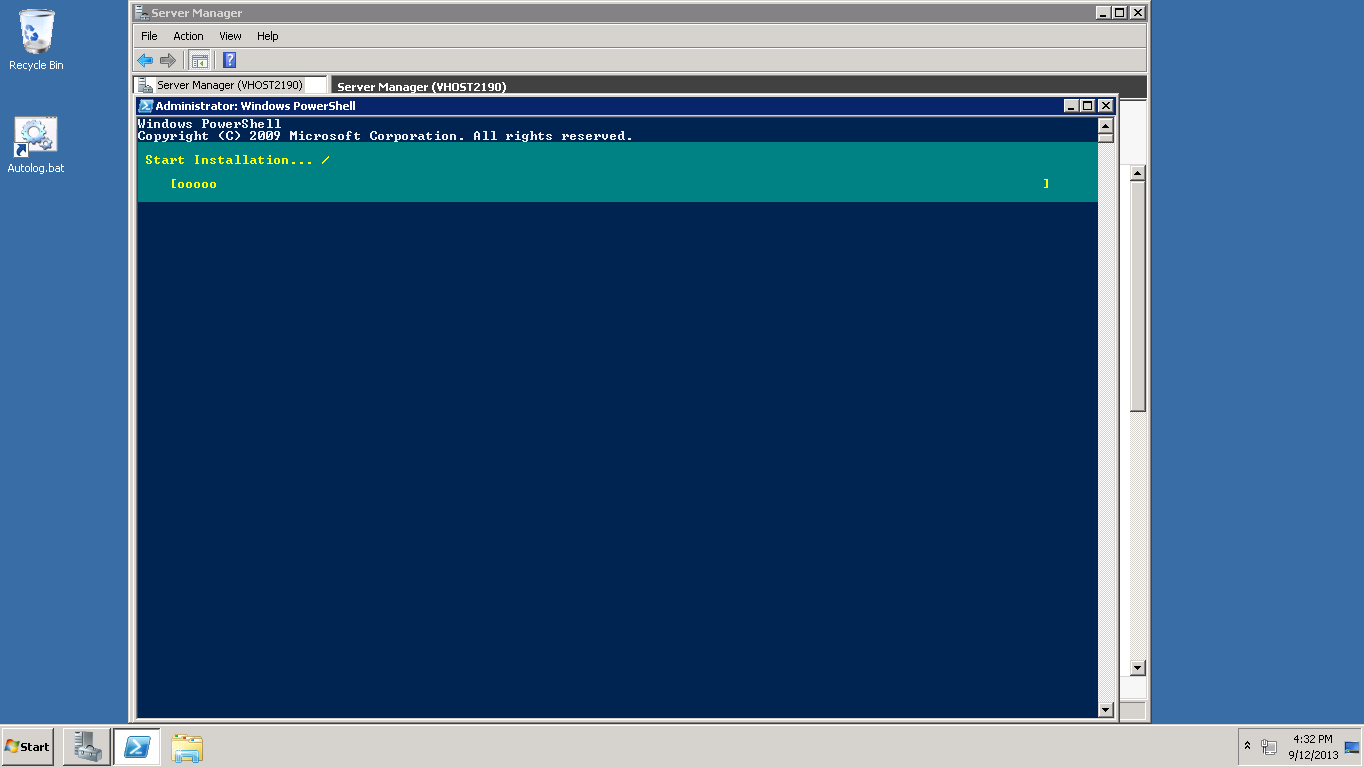 Recycle Bin
Autolog.bat
Server Manager
File Action View Help
Server Manager (VHOST2190)
Server Manager (VHOST2190)
Administrator: Windows PowerShell
Windows PowerShell
Copyright (C) 2009 Microsoft Corporation. All rights reserved.
Start Installation... /
[ooooo ]
Start
4:32 PM
9/12/2013